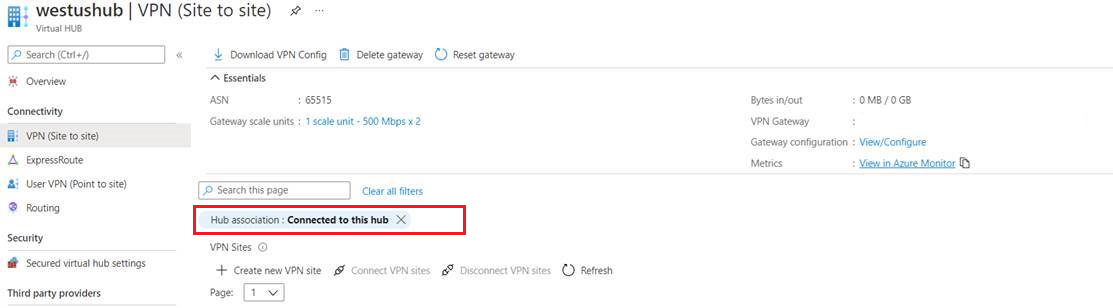 westushub | VPN (Site to site)
Virtual HUB
Search (Ctrl+/)
Overview
Connectivity
VPN (Site to site)
ExpressRoute
User VPN (Point to site)
Routing
Security
Secured virtual hub settings
Third party providers
Download VPN Config Delete gateway Reset gateway
Essentials
ASN : 65515
Gateway scale units : 1 scale unit - 500 Mbps x 2
Bytes in/out : 0 MB / 0 GB
VPN Gateway :
Gateway configuration : View/Configure
Metrics : View in Azure Monitor
Search this page Clear all filters
Hub association : Connected to this hub
VPN Sites
Create new VPN site Connect VPN sites Disconnect VPN sites Refresh
Page: 1